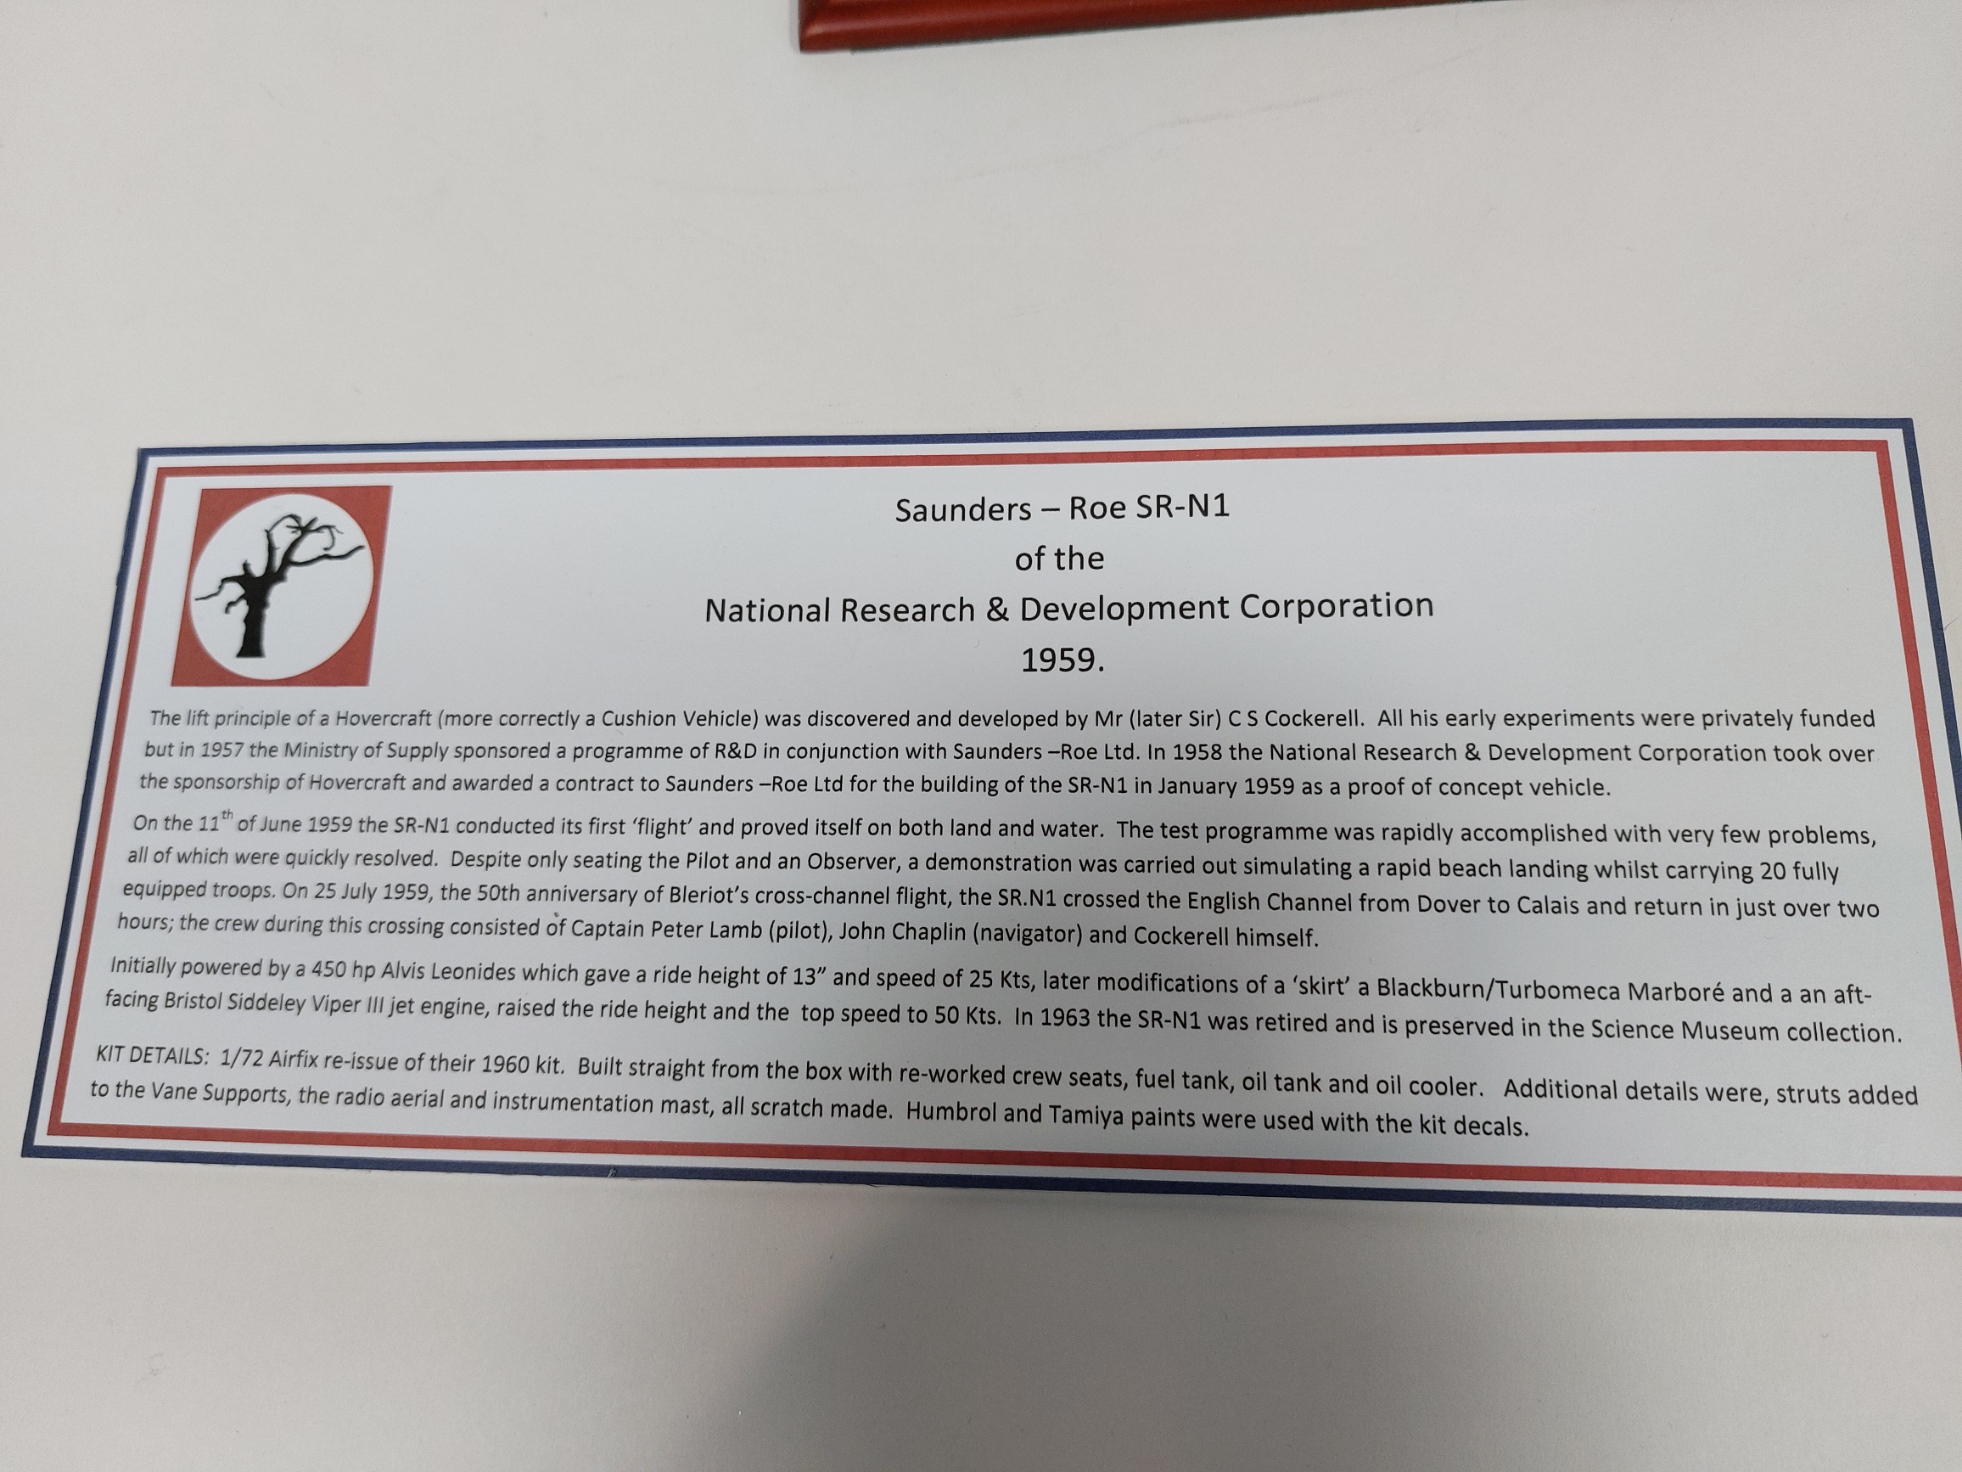 Saunders – Roe SR-N1
of the
National Research & Development Corporation
1959.
The lift principle of a Hovercraft (more correctly a Cushion Vehicle) was discovered and developed by Mr (later Sir) C S Cockerell.  All his early experiments were privately funded
but in 1957 the Ministry of Supply sponsored a programme of R&D in conjunction with Saunders –Roe Ltd. In 1958 the National Research & Development Corporation took over
the sponsorship of Hovercraft and awarded a contract to Saunders –Roe Ltd for the building of the SR-N1 in January 1959 as a proof of concept vehicle.
On the 11th of June 1959 the SR-N1 conducted its first ‘flight’ and proved itself on both land and water.  The test programme was rapidly accomplished with very few problems,
all of which were quickly resolved.  Despite only seating the Pilot and an Observer, a demonstration was carried out simulating a rapid beach landing whilst carrying 20 fully
equipped troops. On 25 July 1959, the 50th anniversary of Bleriot’s cross-channel flight, the SR.N1 crossed the English Channel from Dover to Calais and return in just over two
hours; the crew during this crossing consisted of Captain Peter Lamb (pilot), John Chaplin (navigator) and Cockerell himself.
Initially powered by a 450 hp Alvis Leonides which gave a ride height of 13” and speed of 25 Kts, later modifications of a ‘skirt’ a Blackburn/Turbomeca Marboré and a an aft-
facing Bristol Siddeley Viper III jet engine, raised the ride height and the  top speed to 50 Kts.  In 1963 the SR-N1 was retired and is preserved in the Science Museum collection.
KIT DETAILS:  1/72 Airfix re-issue of their 1960 kit.  Built straight from the box with re-worked crew seats, fuel tank, oil tank and oil cooler.   Additional details were, struts added
to the Vane Supports, the radio aerial and instrumentation mast, all scratch made.  Humbrol and Tamiya paints were used with the kit decals.